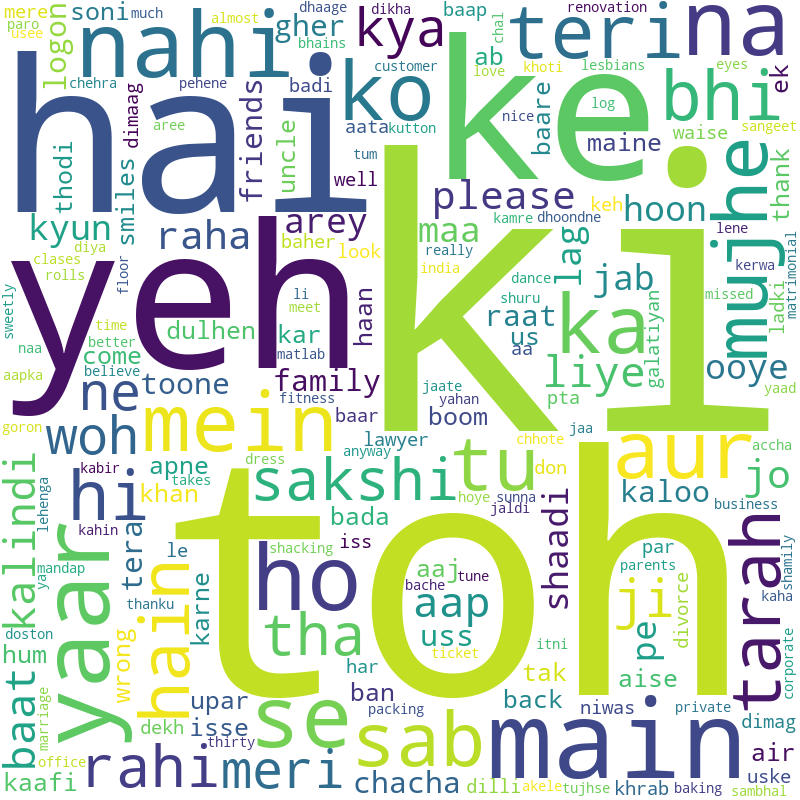 mere
paro
usee
much
soni
almost
dhaage
bhains
dikha
renovation
chal
na
logon
nahi
gher
kya
baap
teri
ek
chehra
pehene
badi
customer
ab
love
khoti
lesbians
eyes
hai
ko
ke
bhi
log
nice
aree
dimaag
friends
uncle
aata
kutton
baare
maine
waise
sangeet
thodi
smiles
tum
well
please
keh
hoon
mujhe
thank
kyun
raha
arey
maa
kamre
dhoondne
lag
lene
diya
baher
look
really
clases
rolls
floor
yeh
haan
li
meet
india
dance
jab
kerwa
matrimonial
ki
shuru
raat
us
galatiyan
missed
ladki
sweetly
naa
time
better
come
dulhen
kar
matlab
aa
kai
believe
aapka
ne
toone
family
fitness
jaate
yahan
liye
ooye
yaad
pta
goron
woh
mein
baar
boom
jaa
lawyer
chhote
aur
accha
anyway
kabir
apne
hi
khan
dress
sakshi
tu
don
jo
kahin
takes
hoye
sunna
kaloo
business
kalindi
lehenga
yaar
tera
bada
jaldi
shaadi
tarah
toh
ho
iss
shacking
aaj
par
parents
shamily
ya
mandap
hain
le
karne
thanku
bache
tune
aap
divorce
ji
kaha
doston
tha
uss
pe
corporate
hum
wrong
har
ticket
itni
baat
marriage
upar
ban
tak
aise
se
sab
back
niwas
private
dimag
dekh
isse
packing
main
air
office
rahi
meri
thirty
uske
kaafi
chacha
dilli
akele
tujhse
khrab
baking
sambhal